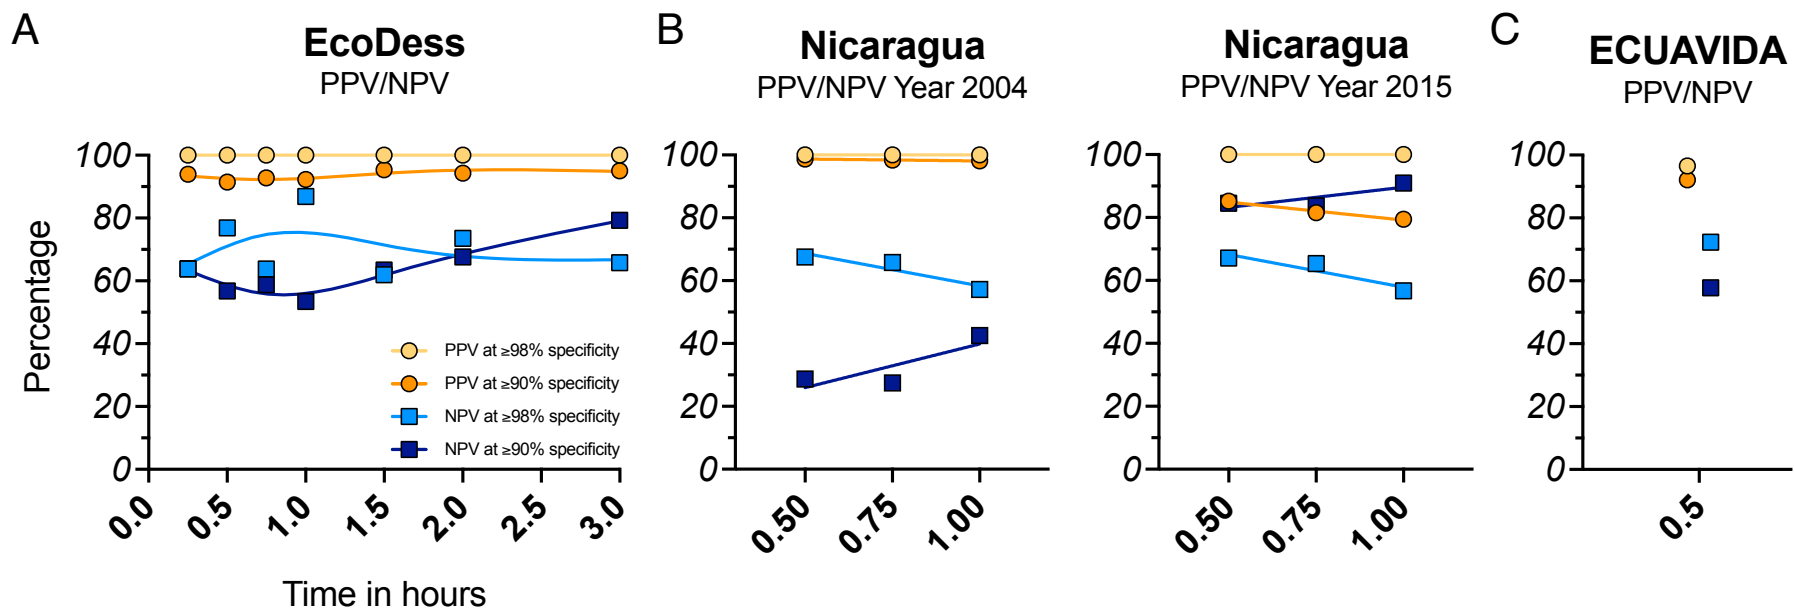 A
EcoDess
PPV/NPV
Percentage
100
80
60
40
20
0
0.0
0.5
1.0
1.5
2.0
2.5
3.0
Time in hours
PPV at ≥98% specificity
PPV at ≥90% specificity
NPV at ≥98% specificity
NPV at ≥90% specificity
B
Nicaragua
PPV/NPV Year 2004
100
80
60
40
20
0
0.50
0.75
1.00
Nicaragua
PPV/NPV Year 2015
100
80
60
40
20
0
0.50
0.75
1.00
C
ECUAVIDA
PPV/NPV
100
80
60
40
20
0
0.5